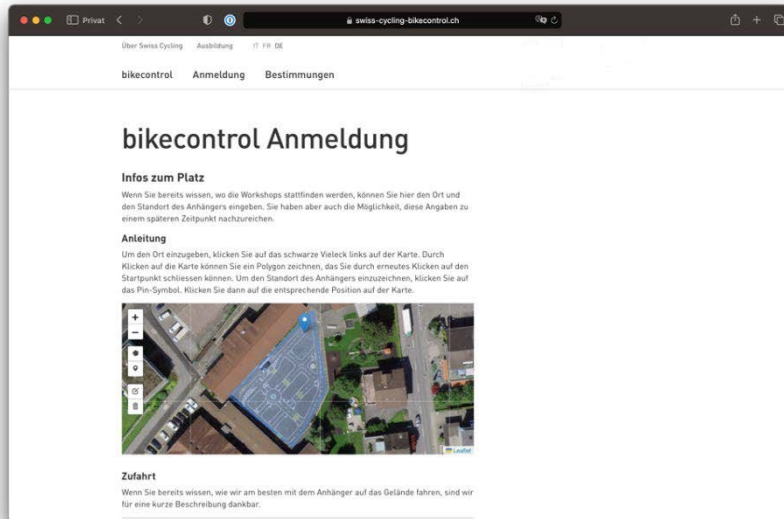 Privat
swiss-cycling-bikecontrol.ch
Über Swiss Cycling Ausbildung IT FR DE
bikecontrol Anmeldung Bestimmungen
bikecontrol Anmeldung
Infos zum Platz
Wenn Sie bereits wissen, wo die Workshops stattfinden werden, können Sie hier den Ort und
den Standort des Anhängers eingeben. Sie haben aber auch die Möglichkeit, diese Angaben zu
einem späteren Zeitpunkt nachzureichen.
Anleitung
Um den Ort einzugeben, klicken Sie auf das schwarze Vieleck links auf der Karte. Durch
Klicken auf die Karte können Sie ein Polygon zeichnen, das Sie durch erneutes Klicken auf den
Startpunkt schliessen können. Um den Standort des Anhängers einzuzeichnen, klicken Sie auf
das Pin-Symbol. Klicken Sie dann auf die entsprechende Position auf der Karte.
+
−
Leaflet
Zufahrt
Wenn Sie bereits wissen, wie wir am besten mit dem Anhänger auf das Gelände fahren, sind wir
für eine kurze Beschreibung dankbar.